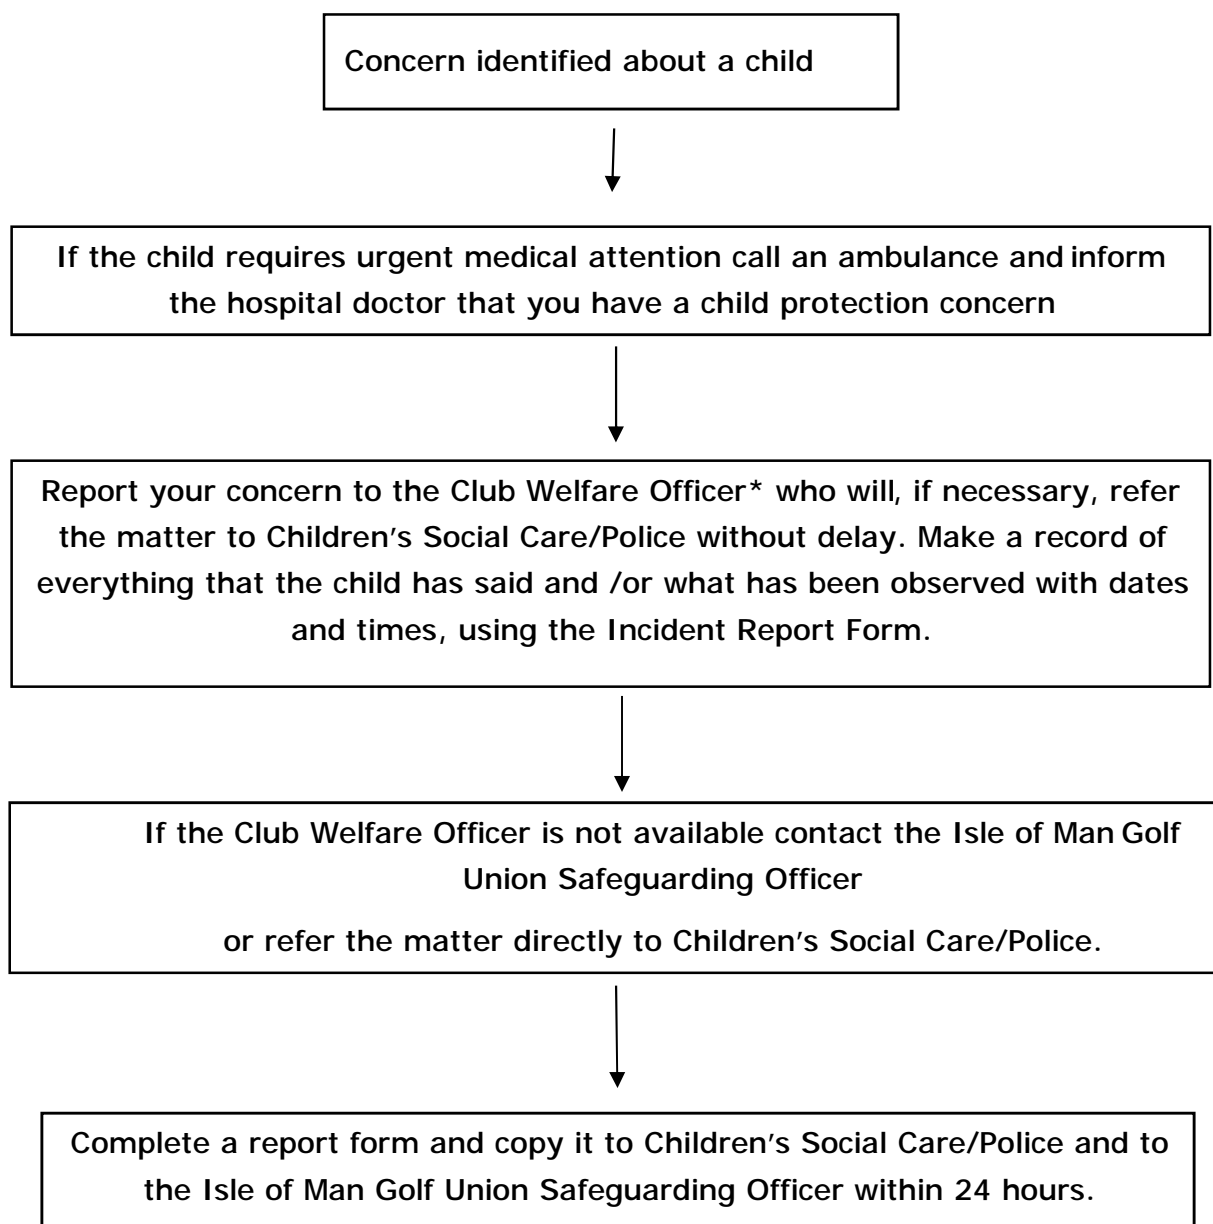 Concern identified about a child
If the child requires urgent medical attention call an ambulance and inform
the hospital doctor that you have a child protection concern
Report your concern to the Club Welfare Officer* who will, if necessary, refer
the matter to Children’s Social Care/Police without delay. Make a record of
everything that the child has said and /or what has been observed with dates
and times, using the Incident Report Form.
If the Club Welfare Officer is not available contact the Isle of Man Golf
Union Safeguarding Officer
or refer the matter directly to Children’s Social Care/Police.
Complete a report form and copy it to Children’s Social Care/Police and to
the Isle of Man Golf Union Safeguarding Officer within 24 hours.